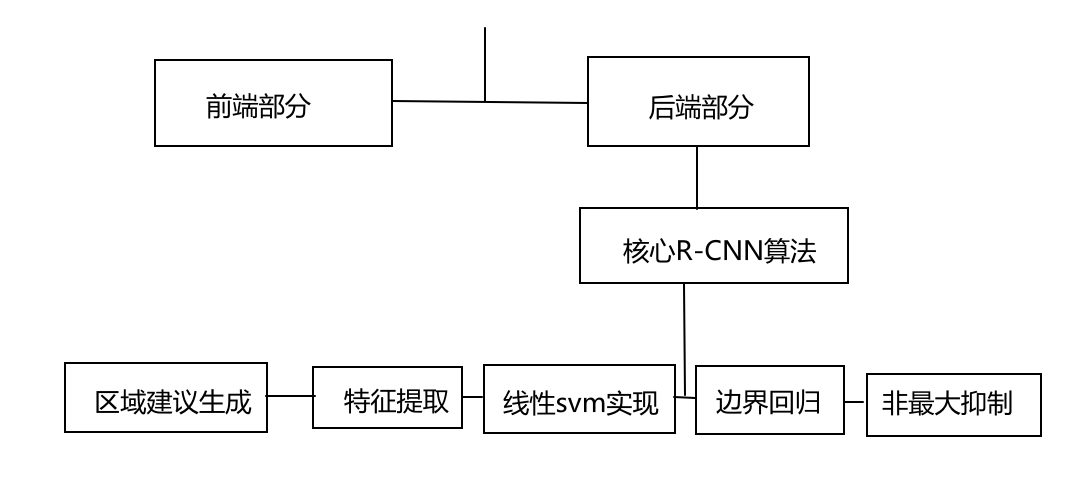 前端部分
后端部分
核心R-CNN算法
区域建议生成
特征提取
线性svm实现
边界回归
非最大抑制